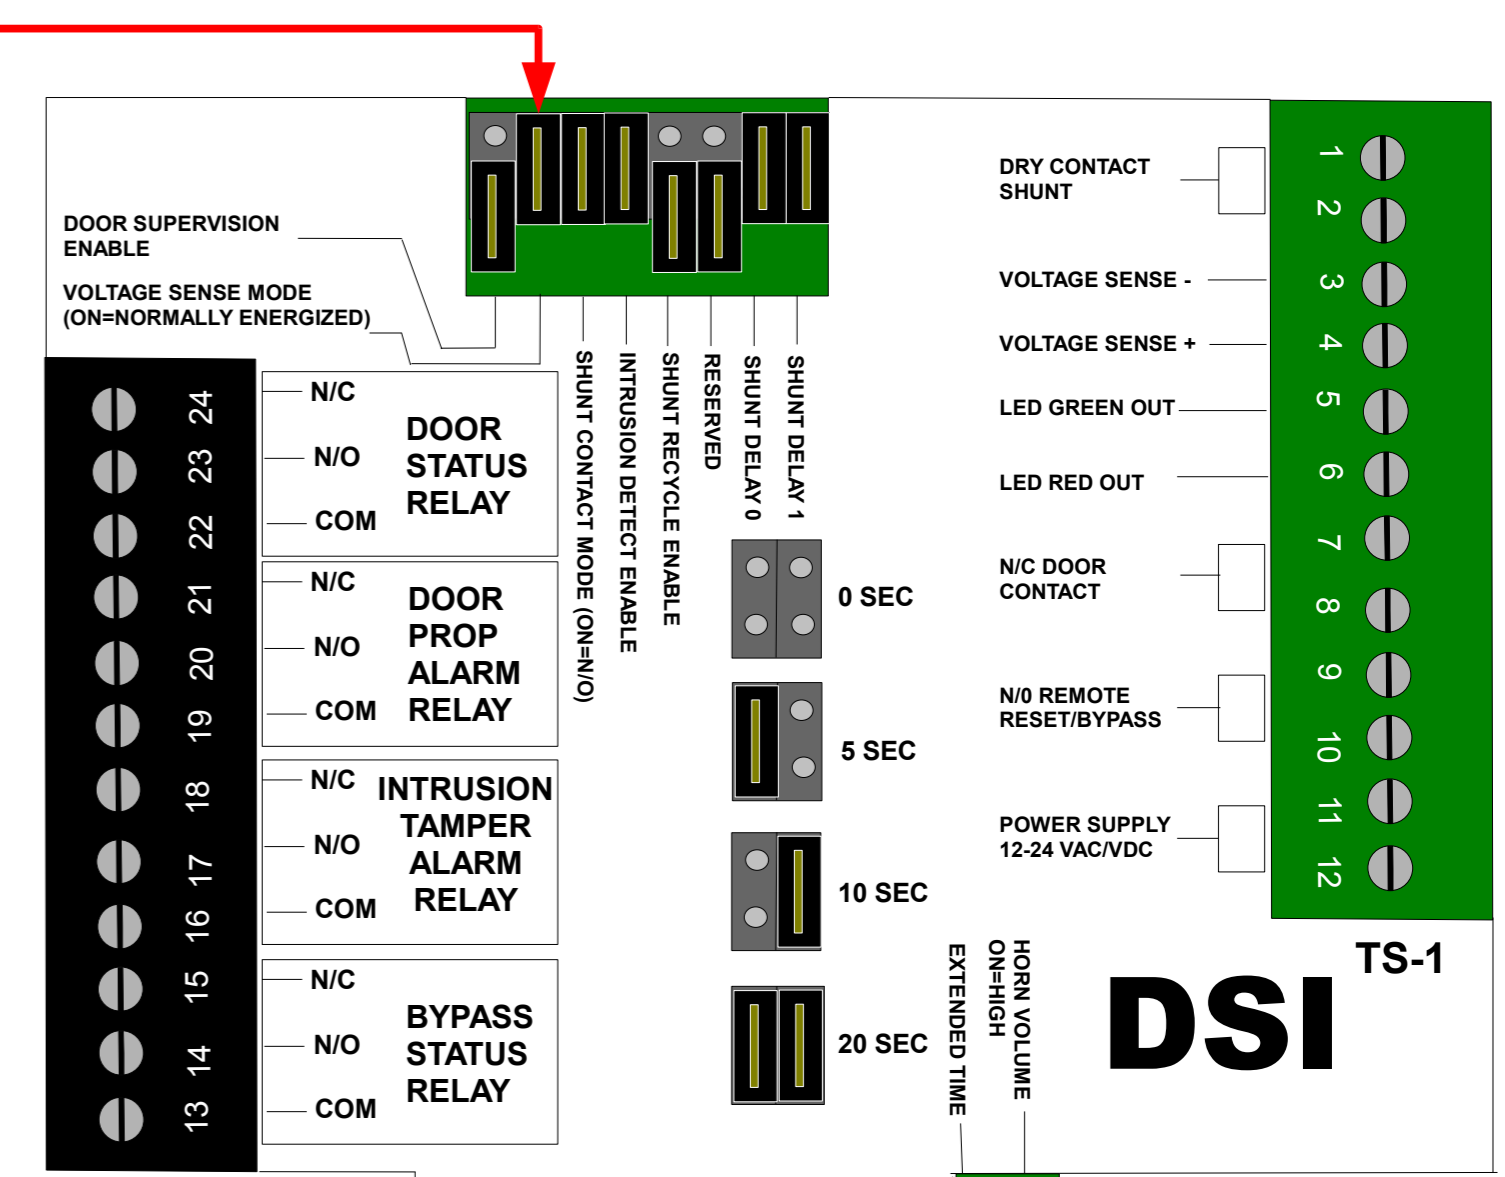 DOOR SUPERVISION
ENABLE
VOLTAGE SENSE MODE
(ON=NORMALLY ENERGIZED)
SHUNT CONTACT MODE (ON=N/O)
INTRUSION DETECT ENABLE
SHUNT RECYCLE ENABLE
RESERVED
SHUNT DELAY 0
SHUNT DELAY 1
24
23
22
21
20
19
18
17
16
15
14
13
N/C
N/O
COM
DOOR
STATUS
RELAY
N/C
N/O
COM
DOOR
PROP
ALARM
RELAY
N/C
N/O
COM
INTRUSION
TAMPER
ALARM
RELAY
N/C
N/O
COM
BYPASS
STATUS
RELAY
0 SEC
5 SEC
10 SEC
20 SEC
DRY CONTACT
SHUNT
VOLTAGE SENSE -
VOLTAGE SENSE +
LED GREEN OUT
LED RED OUT
N/C DOOR
CONTACT
N/0 REMOTE
RESET/BYPASS
POWER SUPPLY
12-24 VAC/VDC
1
2
3
4
5
6
7
8
9
10
11
12
TS-1
DSI
HORN VOLUME
ON=HIGH
EXTENDED TIME